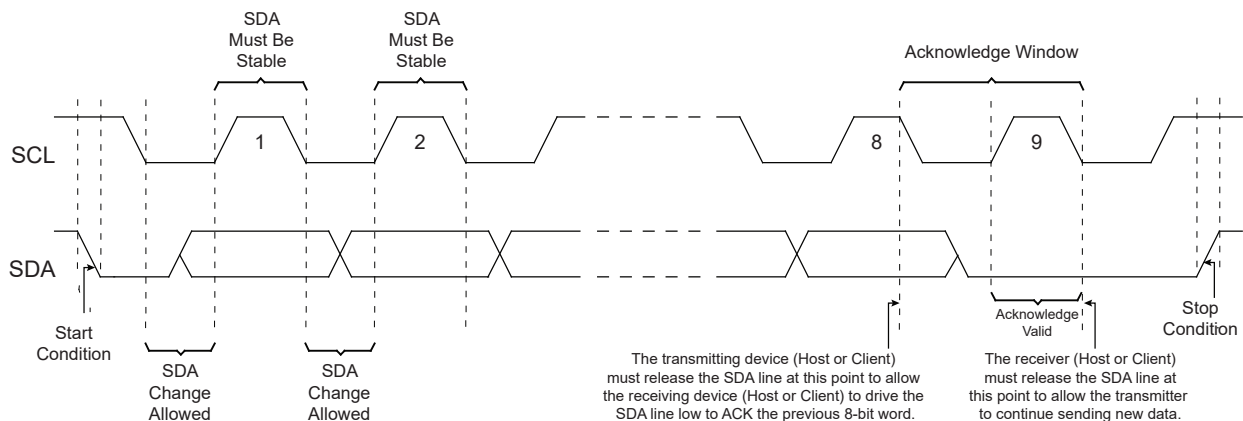 SDA
Must Be
Stable
SDA
Must Be
Stable
Acknowledge Window
SCL
1
2
8
9
SDA
Start
Condition
SDA
Change
Allowed
SDA
Change
Allowed
Acknowledge
Valid
Stop
Condition
The transmitting device (Host or Client)
must release the SDA line at this point to allow
the receiving device (Host or Client) to drive the
SDA line low to ACK the previous 8-bit word.
The receiver (Host or Client)
must release the SDA line at
this point to allow the transmitter
to continue sending new data.